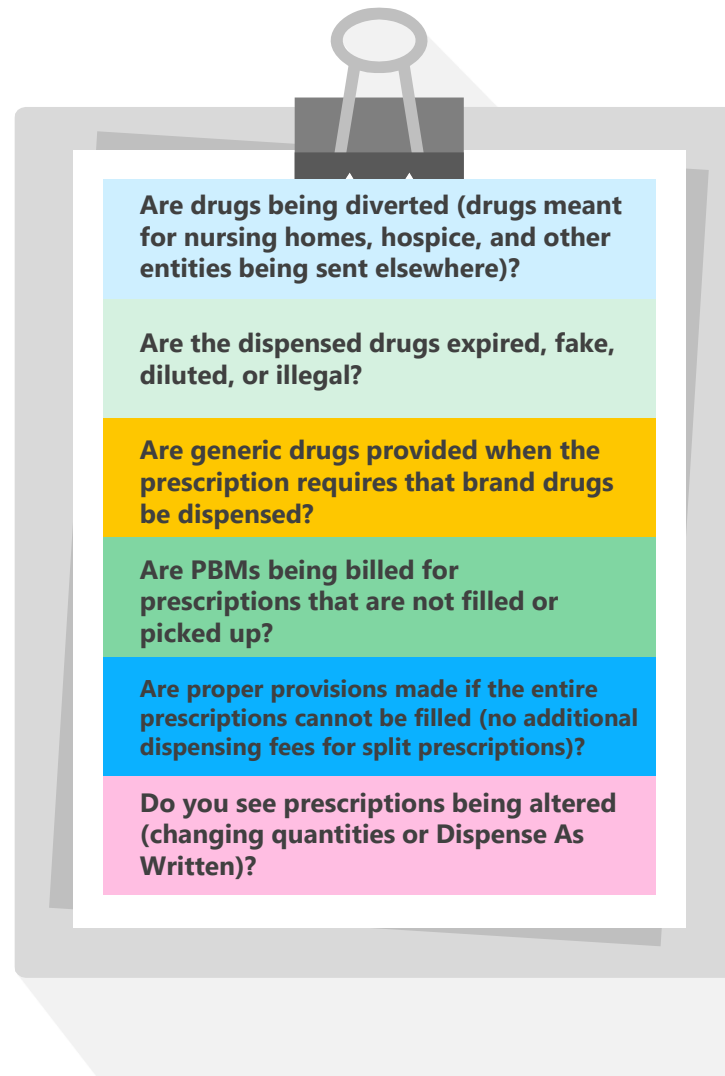 Are drugs being diverted (drugs meant
for nursing homes, hospice, and other
entities being sent elsewhere)?
Are the dispensed drugs expired, fake,
diluted, or illegal?
Are generic drugs provided when the
prescription requires that brand drugs
be dispensed?
Are PBMs being billed for
prescriptions that are not filled or
picked up?
Are proper provisions made if the entire
prescriptions cannot be filled (no additional
dispensing fees for split prescriptions)?
Do you see prescriptions being altered
(changing quantities or Dispense As
Written)?